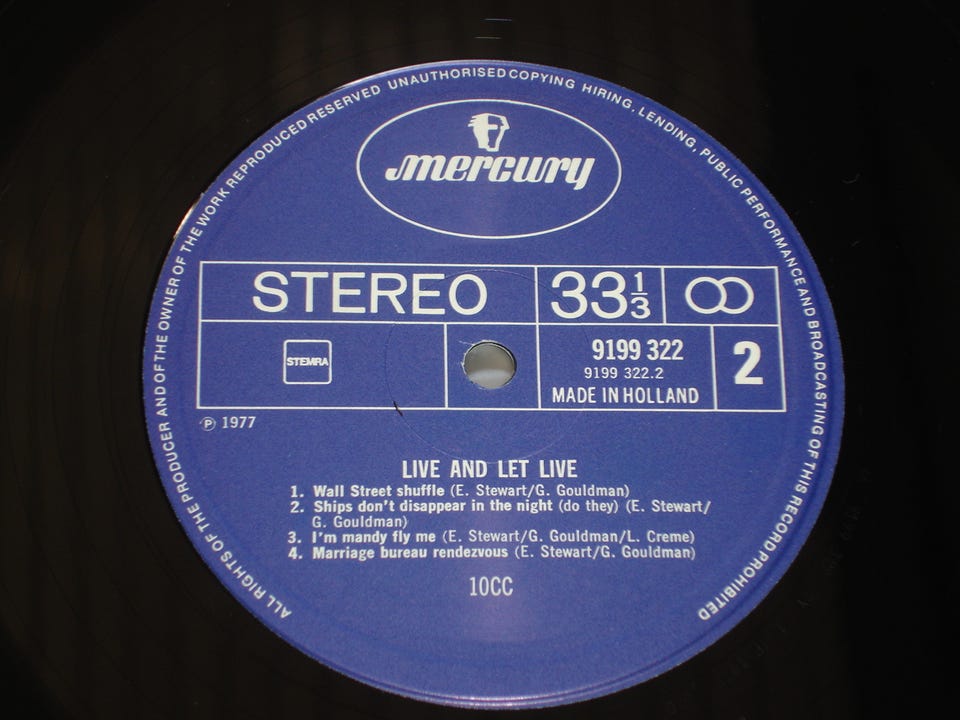 ALL RIGHTS OF THE PRODUCER AND OF THE OWNER OF THE WORK REPRODUCED RESERVED UNAUTHORISED COPYING HIRING, LENDING, PUBLIC PERFORMANCE AND BROADCASTING OF THIS RECORD PROHIBITED
mercury
STEREO 33 1/3
STEMRA 9199 322 2
9199 322.2
MADE IN HOLLAND
℗ 1977
LIVE AND LET LIVE
1. Wall Street shuffle (E. Stewart/G. Gouldman)
2. Ships don't disappear in the night (do they) (E. Stewart/
G. Gouldman)
3. I'm mandy fly me (E. Stewart/G. Gouldman/L. Creme)
4. Marriage bureau rendezvous (E. Stewart/G. Gouldman)
10CC